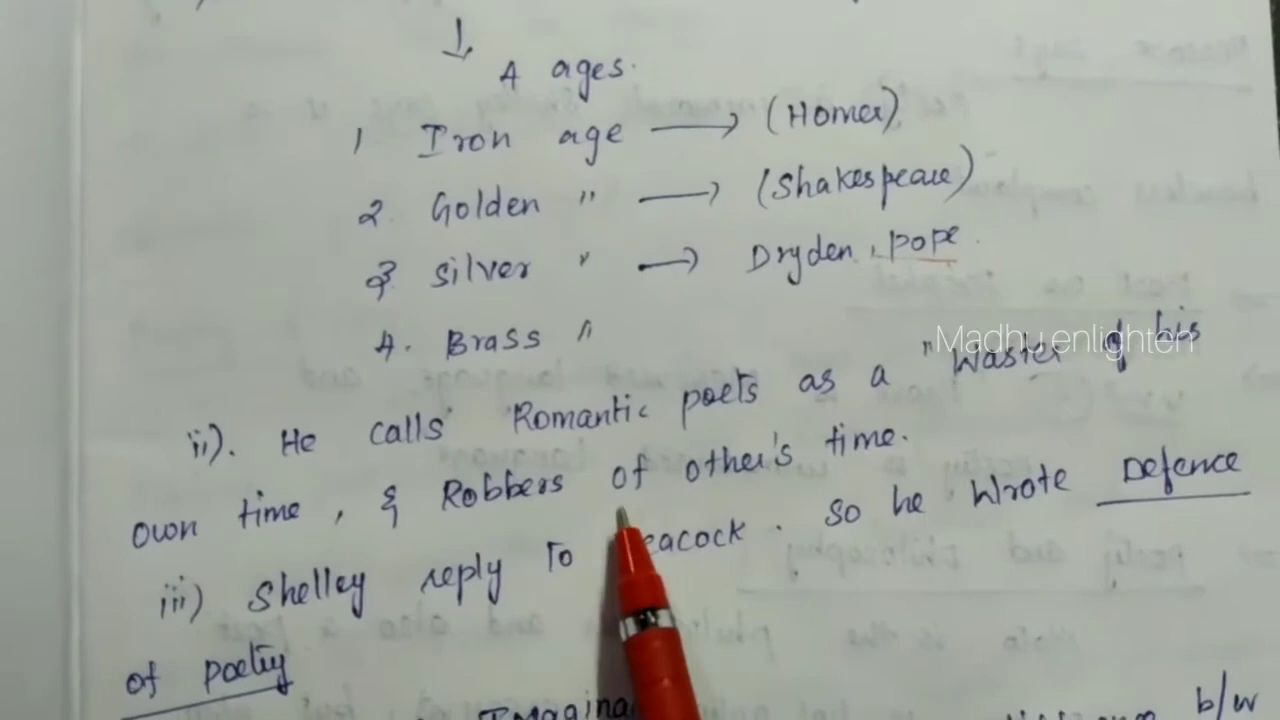 ↓
4 ages.
1 Iron age → (Homer)
2. Golden " → (Shakespeare)
3 Silver " → Dryden, pope.
4. Brass "
Madhu enlighten
ii). He calls Romantic poets as a "Waster of his
own time, & Robbers of other's time.
iii) Shelley reply to eacock. So he Wrote Defence
of poetry
b/w